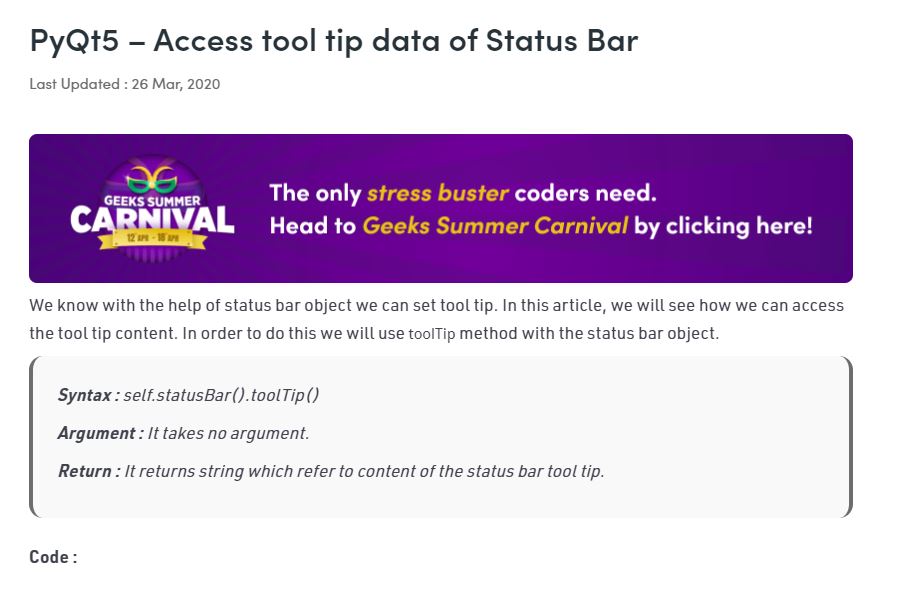 PyQt5 – Access tool tip data of Status Bar
Last Updated : 26 Mar, 2020
GEEKS SUMMER
CARNIVAL
12 APR - 18 APR
The only stress buster coders need.
Head to Geeks Summer Carnival by clicking here!
We know with the help of status bar object we can set tool tip. In this article, we will see how we can access
the tool tip content. In order to do this we will use toolTip method with the status bar object.
Syntax : self.statusBar().toolTip()
Argument : It takes no argument.
Return : It returns string which refer to content of the status bar tool tip.
Code :